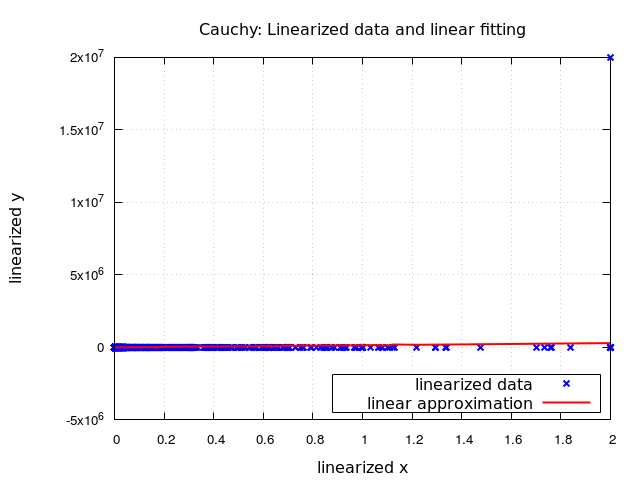 Cauchy: Linearized data and linear fitting
2x10^7
1.5x10^7
1x10^7
5x10^6
0
-5x10^6
linearized y
linearized data
linear approximation
0 0.2 0.4 0.6 0.8 1 1.2 1.4 1.6 1.8 2
linearized x